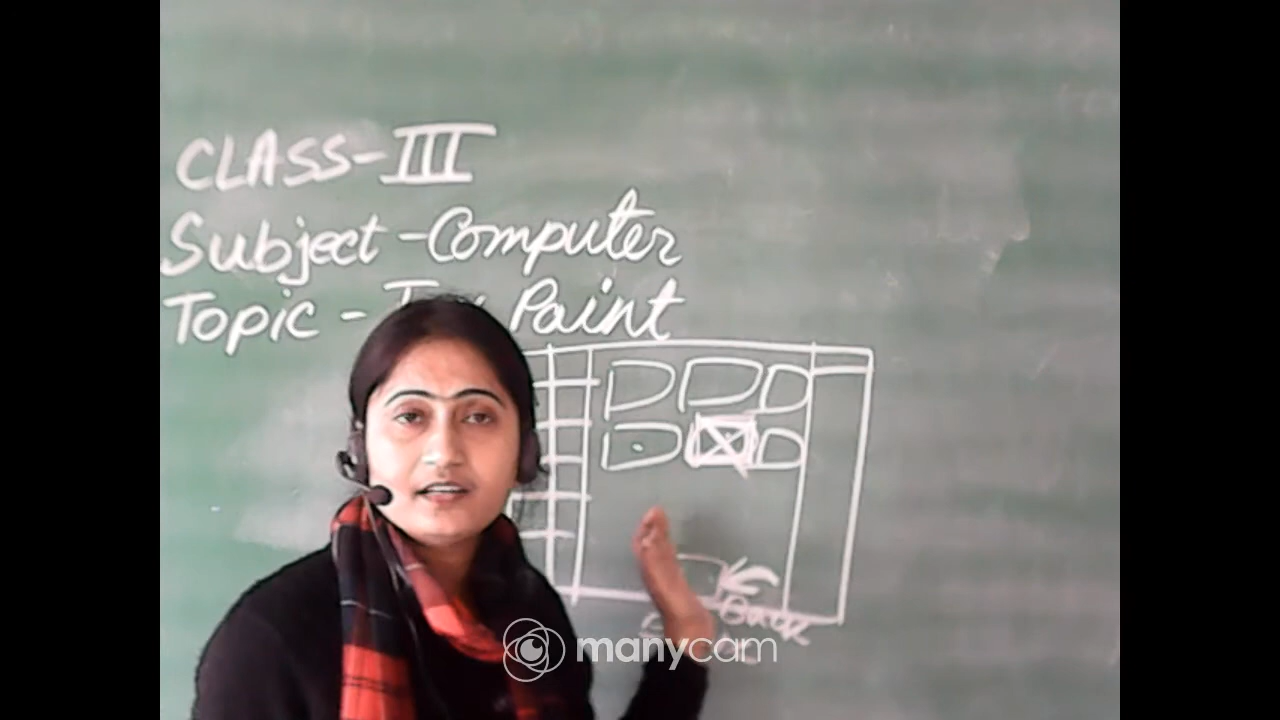 CLASS-III
Subject-Computer
Topic - Paint
Back
manycam